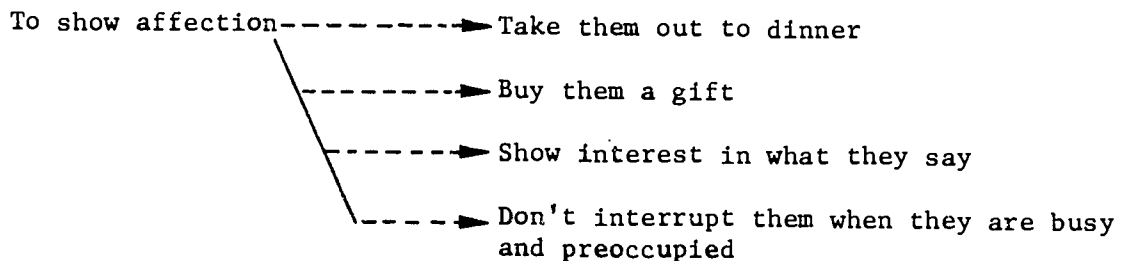 To show affection
Take them out to dinner
Buy them a gift
Show interest in what they say
Don't interrupt them when they are busy
and preoccupied